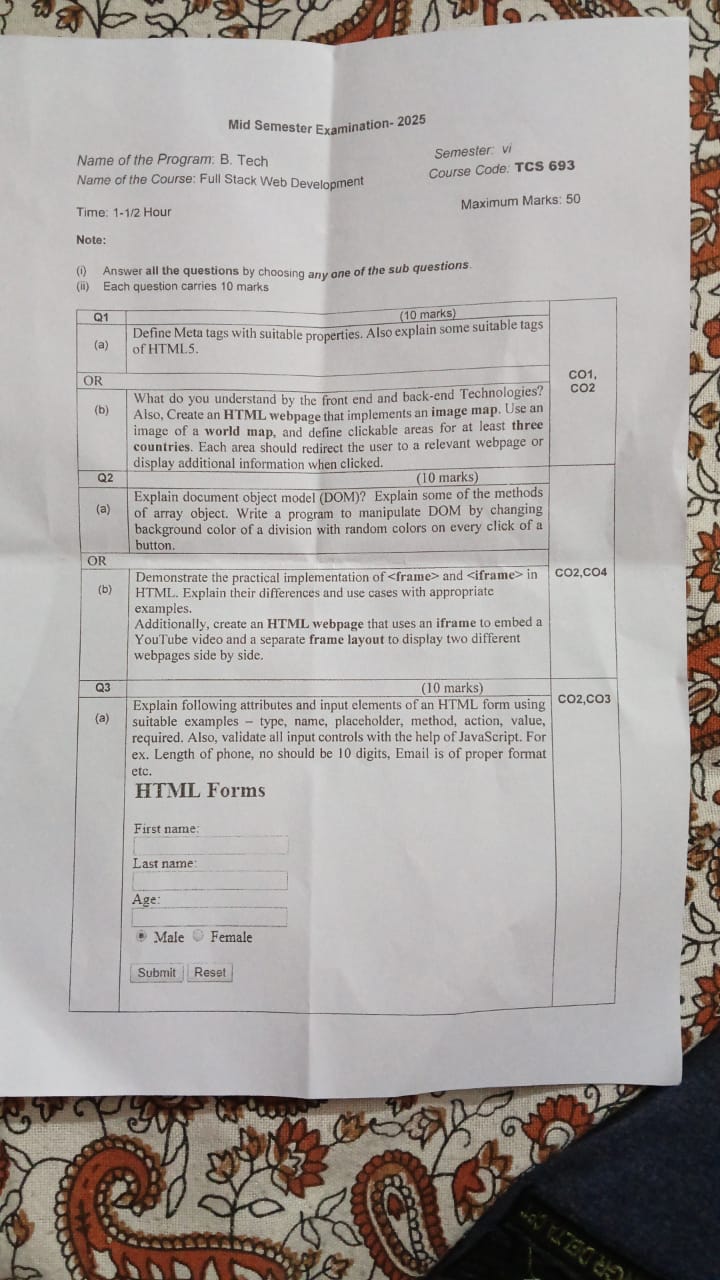 Mid Semester Examination- 2025
Name of the Program: B. Tech
Semester: vi
Name of the Course: Full Stack Web Development
Course Code: TCS 693
Time: 1-1/2 Hour
Maximum Marks: 50
Note:
(i) Answer all the questions by choosing any one of the sub questions.
(ii) Each question carries 10 marks
Q1 (10 marks)
(a) Define Meta tags with suitable properties. Also explain some suitable tags
of HTML5.
CO1,
CO2
OR
(b) What do you understand by the front end and back-end Technologies?
Also, Create an HTML webpage that implements an image map. Use an
image of a world map, and define clickable areas for at least three
countries. Each area should redirect the user to a relevant webpage or
display additional information when clicked.
Q2 (10 marks)
(a) Explain document object model (DOM)? Explain some of the methods
of array object. Write a program to manipulate DOM by changing
background color of a division with random colors on every click of a
button.
OR
CO2,CO4
(b) Demonstrate the practical implementation of <frame> and <iframe> in
HTML. Explain their differences and use cases with appropriate
examples.
Additionally, create an HTML webpage that uses an iframe to embed a
YouTube video and a separate frame layout to display two different
webpages side by side.
Q3 (10 marks)
CO2,CO3
(a) Explain following attributes and input elements of an HTML form using
suitable examples – type, name, placeholder, method, action, value,
required. Also, validate all input controls with the help of JavaScript. For
ex. Length of phone, no should be 10 digits, Email is of proper format
etc.
HTML Forms
First name:
Last name:
Age:
Male Female
Submit Reset